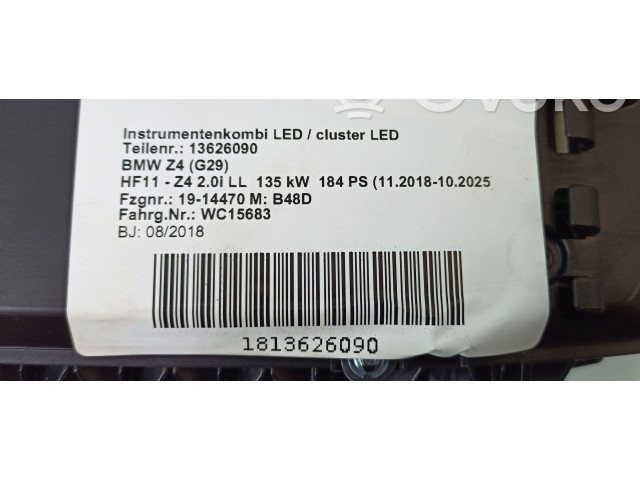 Instrumentenkombi LED / cluster LED
Teilenr.: 13626090
BMW Z4 (G29)
HF11 - Z4 2.0i LL 135 kW 184 PS (11.2018-10.2025
Fzgnr.: 19-14470 M: B48D
Fahrg.Nr.: WC15683
BJ: 08/2018
1813626090